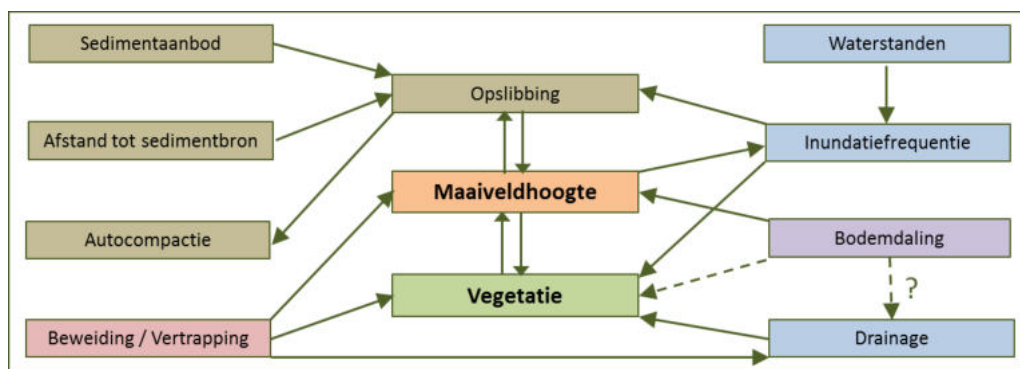 Sedimentaanbod
Waterstanden
Opslibbing
Afstand tot sedimentbron
Inundatiefrequentie
Maaiveldhoogte
Autocompactie
Bodemdaling
Vegetatie
?
Beweiding / Vertrapping
Drainage